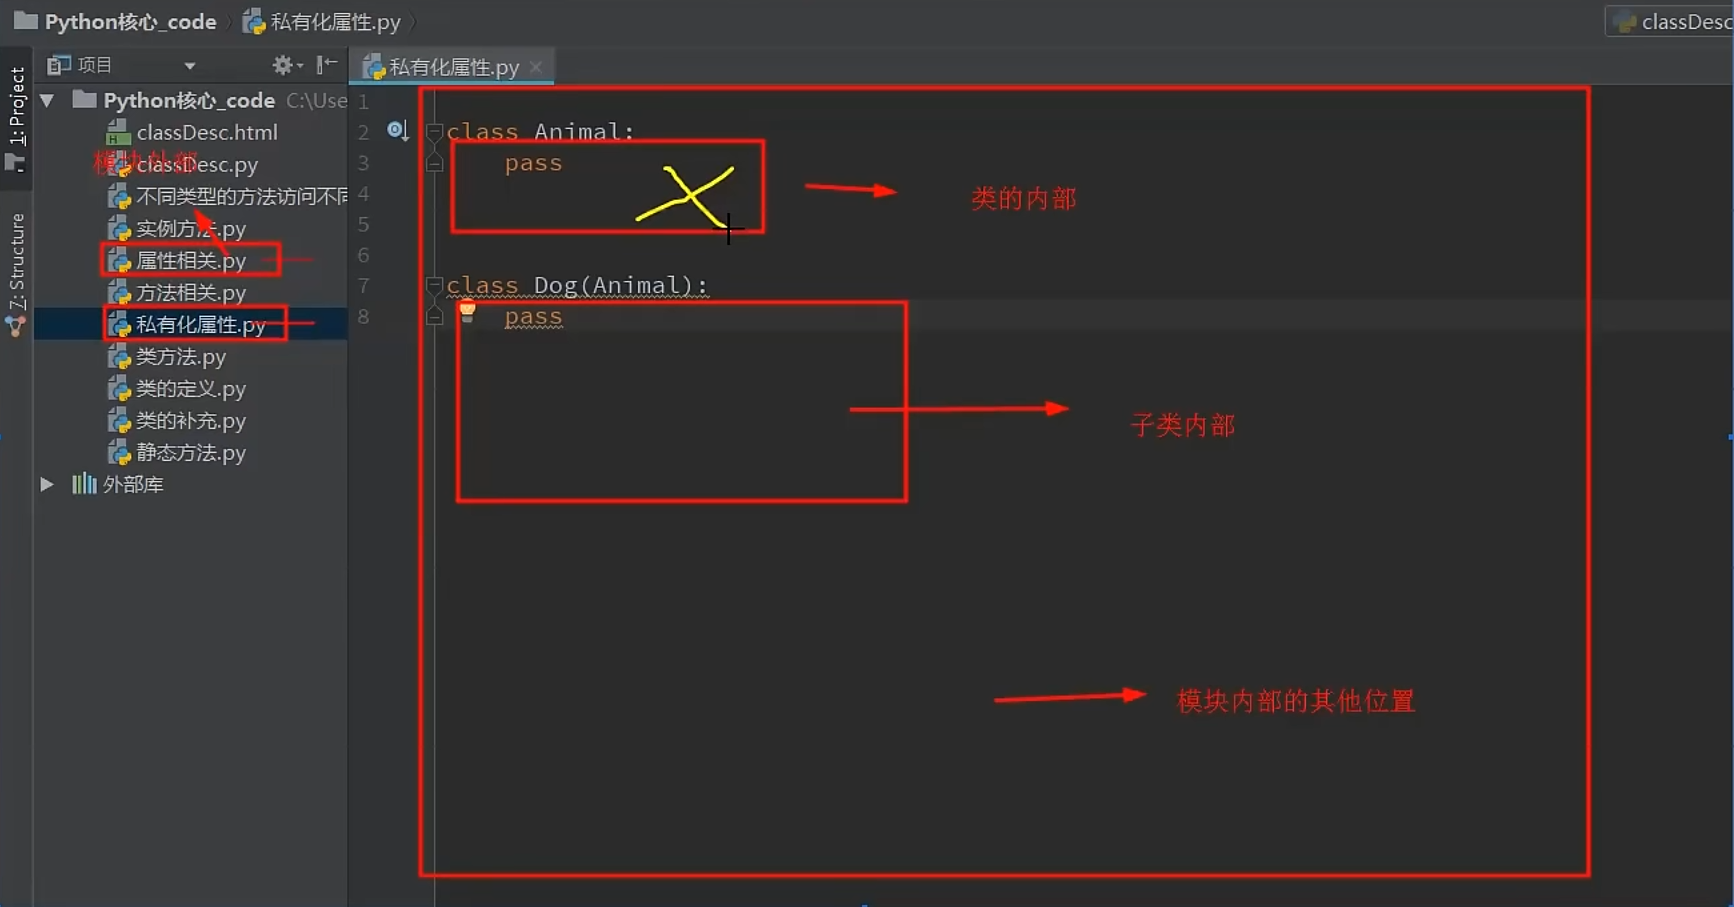 Python核心_code 私有化属性.py classDesc
1: Project
Z: Structure
项目
Python核心_code C:\Use
classDesc.html
classDesc.py
模块外部
不同类型的方法访问不同
实例方法.py
属性相关.py
方法相关.py
私有化属性.py
类方法.py
类的定义.py
类的补充.py
静态方法.py
外部库
私有化属性.py
1
2 class Animal:
3 pass
4
5
6
7 class Dog(Animal):
8 pass
类的内部
子类内部
模块内部的其他位置